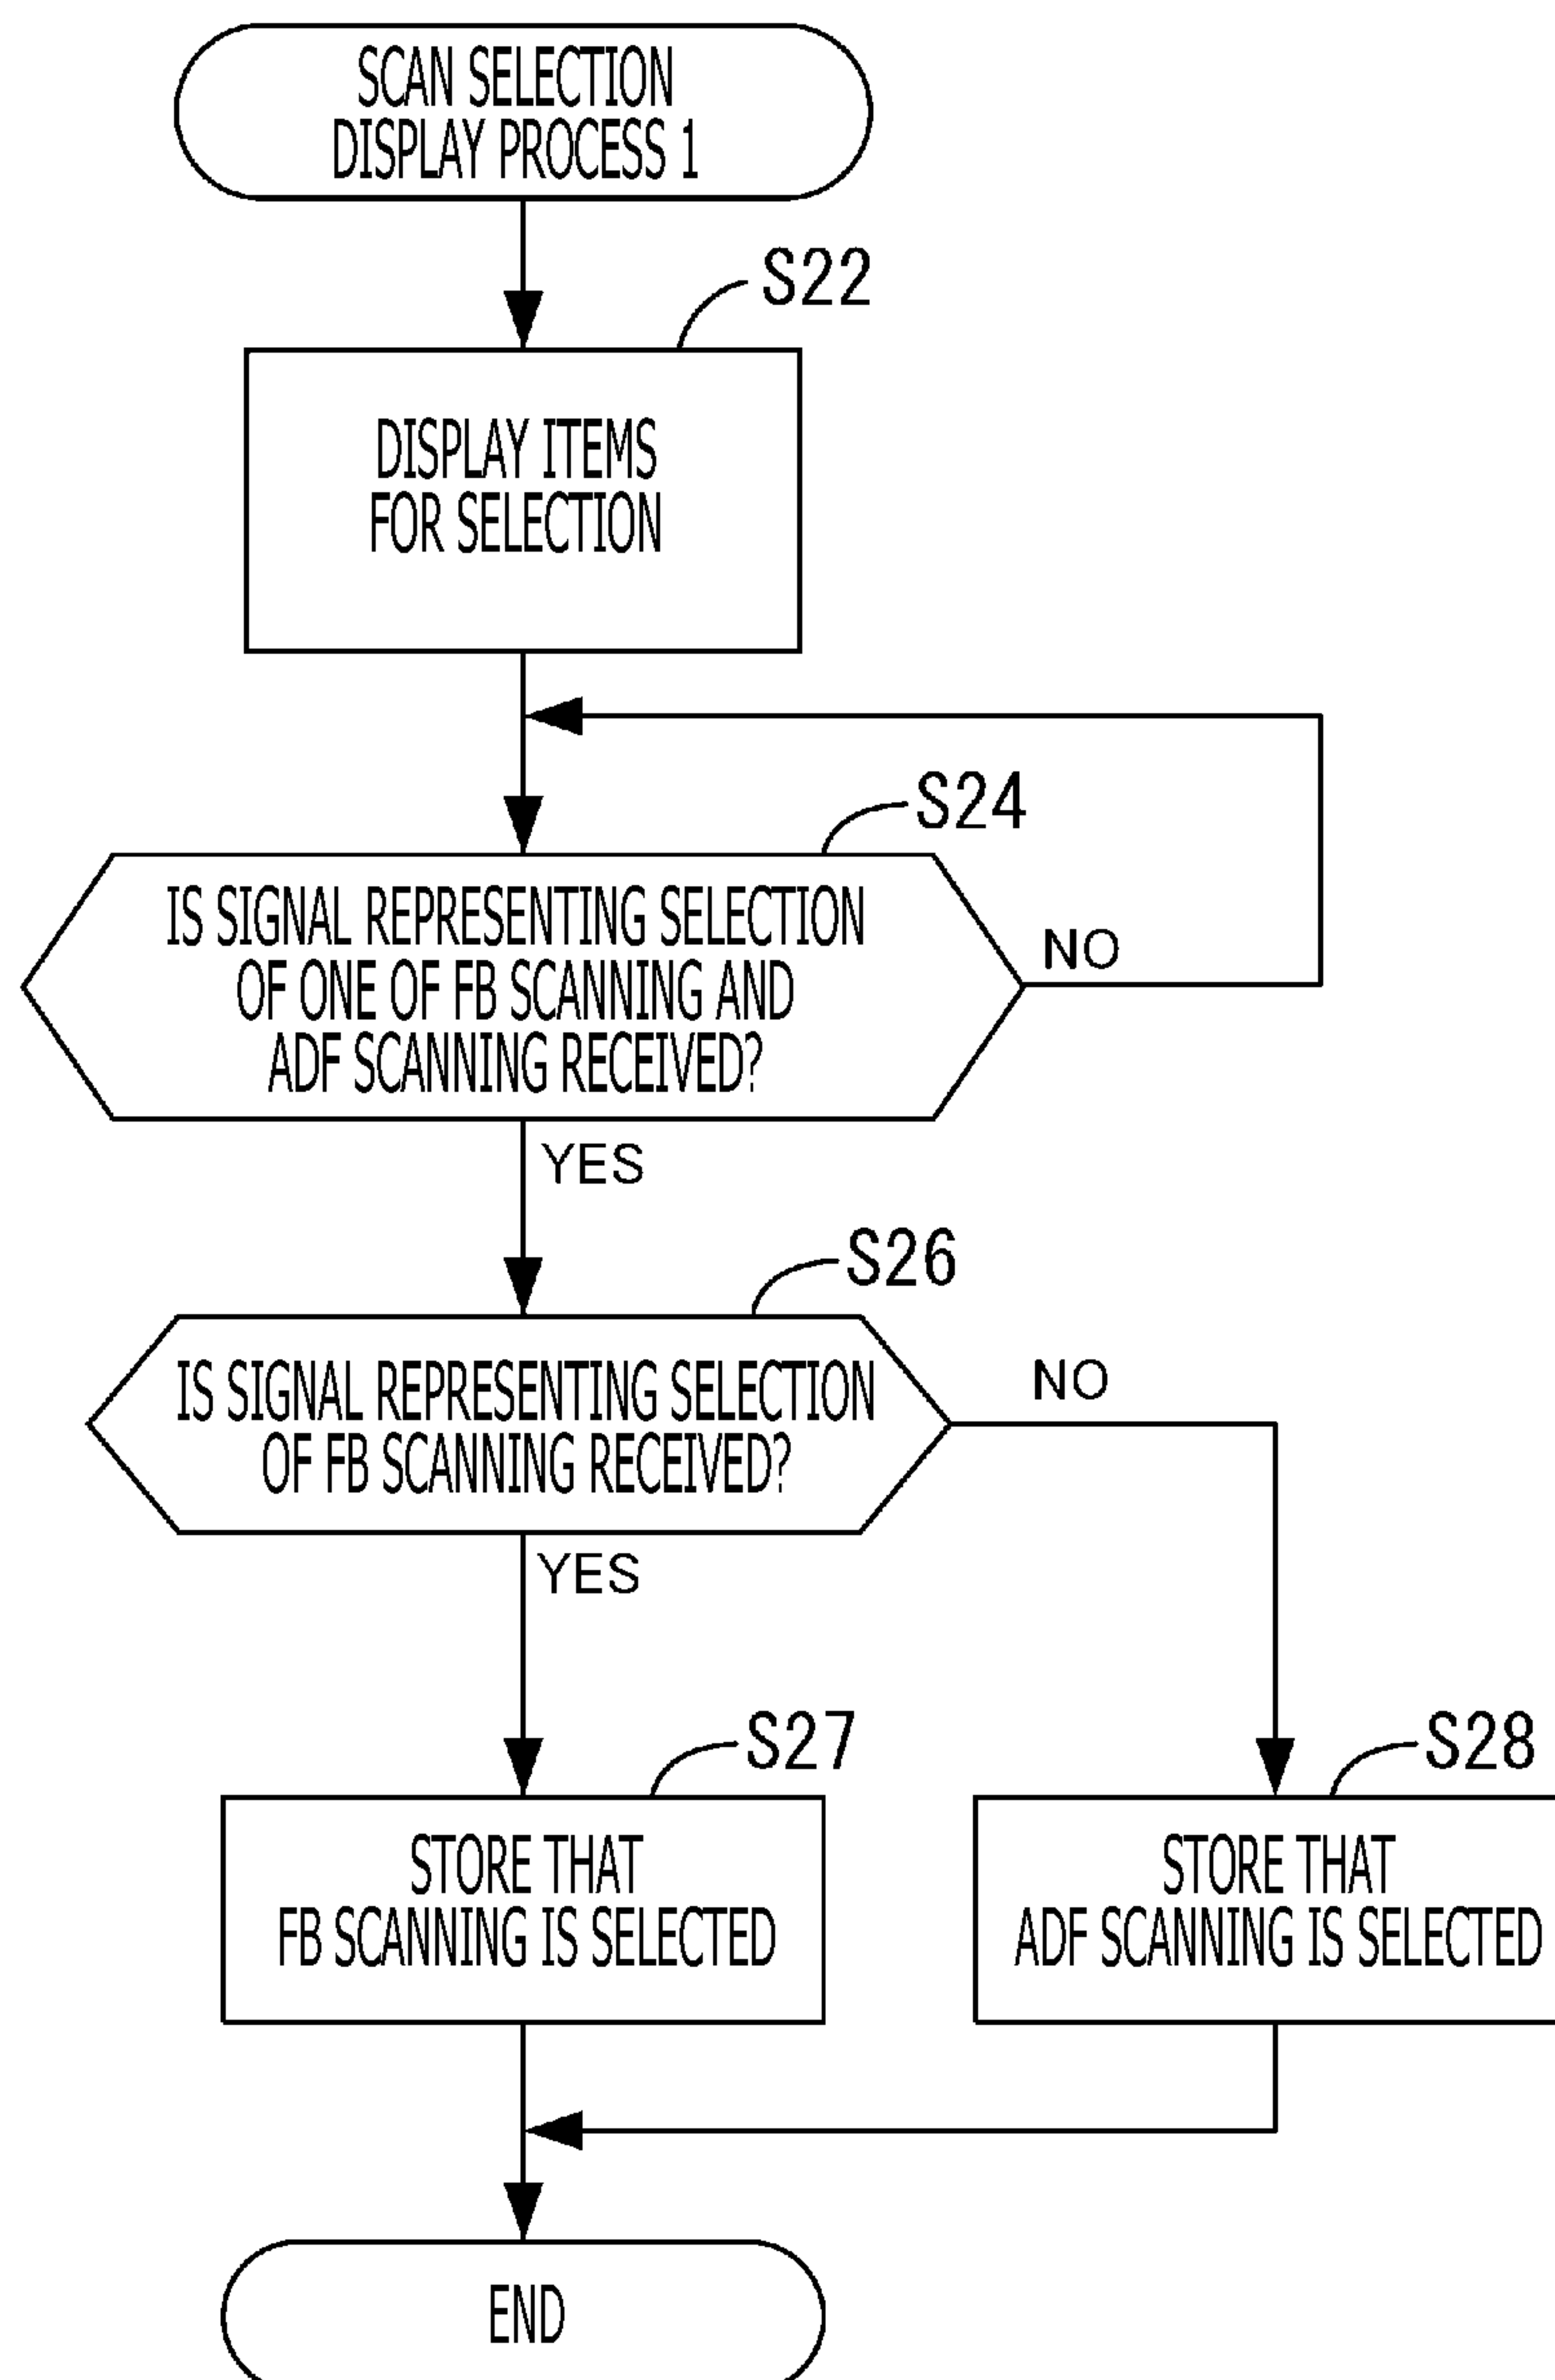 SCAN SELECTION
DISPLAY PROCESS 1
S22
DISPLAY ITEMS
FOR SELECTION
S24
IS SIGNAL REPRESENTING SELECTION
OF ONE OF FB SCANNING AND
ADF SCANNING RECEIVED?
NO
YES
S26
IS SIGNAL REPRESENTING SELECTION
OF FB SCANNING RECEIVED?
NO
YES
S27
STORE THAT
FB SCANNING IS SELECTED
S28
STORE THAT
ADF SCANNING IS SELECTED
END